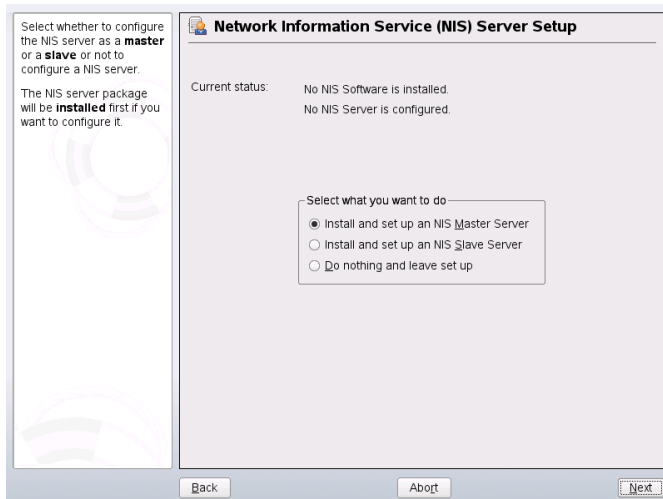 Select whether to configure
the NIS server as a master
or a slave or not to
configure a NIS server.
The NIS server package
will be installed first if you
want to configure it.
Network Information Service (NIS) Server Setup
Current status:
No NIS Software is installed.
No NIS Server is configured.
Select what you want to do
Install and set up an NIS Master Server
Install and set up an NIS Slave Server
Do nothing and leave set up
Back
Abort
Next